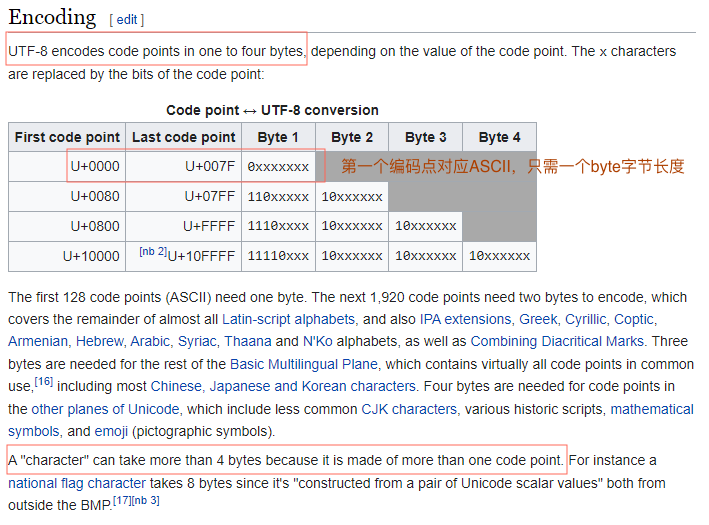 Encoding [ edit ]
UTF-8 encodes code points in one to four bytes, depending on the value of the code point. The x characters
are replaced by the bits of the code point:
Code point ↔ UTF-8 conversion
First code point Last code point Byte 1 Byte 2 Byte 3 Byte 4
U+0000 U+007F 0xxxxxxx 第一个编码点对应ASCII，只需一个byte字节长度
U+0080 U+07FF 110xxxxx 10xxxxxx
U+0800 U+FFFF 1110xxxx 10xxxxxx 10xxxxxx
U+10000 [nb 2]U+10FFFF 11110xxx 10xxxxxx 10xxxxxx 10xxxxxx
The first 128 code points (ASCII) need one byte. The next 1,920 code points need two bytes to encode, which
covers the remainder of almost all Latin-script alphabets, and also IPA extensions, Greek, Cyrillic, Coptic,
Armenian, Hebrew, Arabic, Syriac, Thaana and N'Ko alphabets, as well as Combining Diacritical Marks. Three
bytes are needed for the rest of the Basic Multilingual Plane, which contains virtually all code points in common
use,[16] including most Chinese, Japanese and Korean characters. Four bytes are needed for code points in
the other planes of Unicode, which include less common CJK characters, various historic scripts, mathematical
symbols, and emoji (pictographic symbols).
A "character" can take more than 4 bytes because it is made of more than one code point. For instance a
national flag character takes 8 bytes since it's "constructed from a pair of Unicode scalar values" both from
outside the BMP.[17][nb 3]